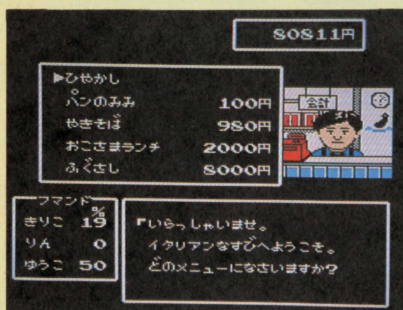 80811円
▶ひやかし
パンのみみ 100円
やきそば 980円
おこさまランチ 2000円
ふぐさし 8000円
会計
フマンド
%
きりこ 19
りん 0
ゆうこ 50
『いらっしゃいませ。
イタリアンなすびへようこそ。
どのメニューになさいますか?